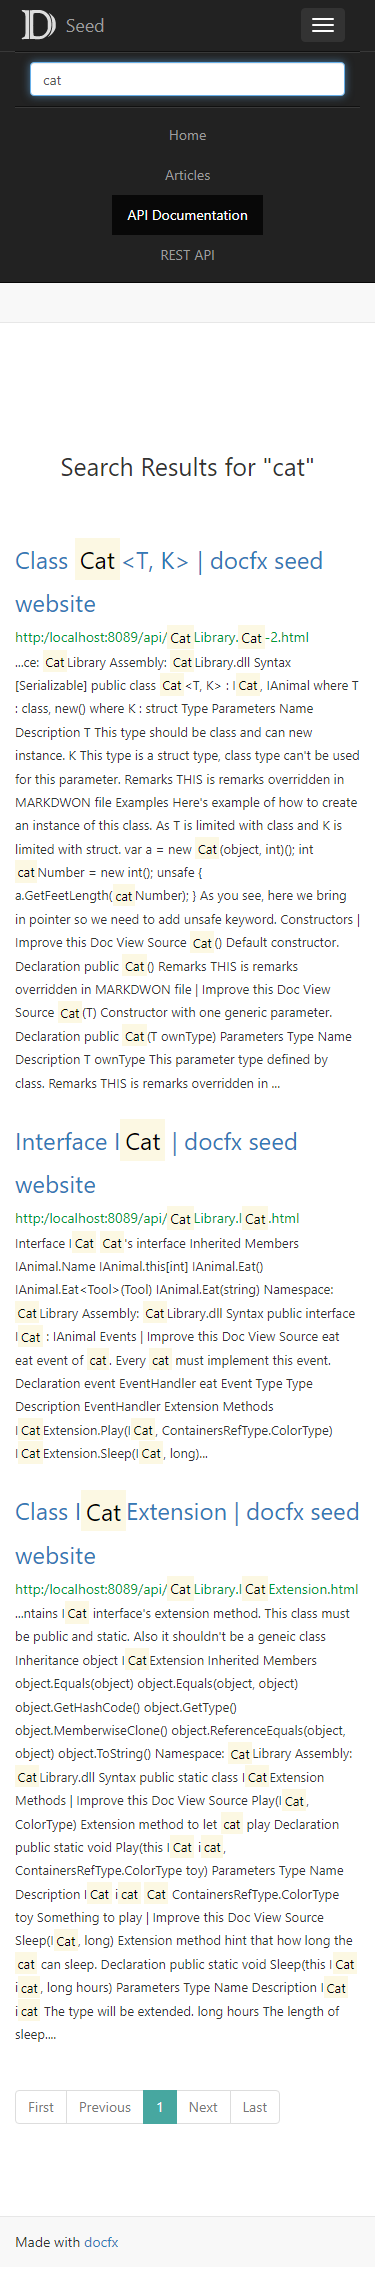 Seed
cat
Home
Articles
API Documentation
REST API
Search Results for "cat"
Class Cat<T, K> | docfx seed
website
http:/localhost:8089/api/CatLibrary.Cat-2.html
...ce: CatLibrary Assembly: CatLibrary.dll Syntax
[Serializable] public class Cat<T, K> : ICat, IAnimal where T
: class, new() where K : struct Type Parameters Name
Description T This type should be class and can new
instance. K This type is a struct type, class type can't be used
for this parameter. Remarks THIS is remarks overridden in
MARKDWON file Examples Here's example of how to create
an instance of this class. As T is limited with class and K is
limited with struct. var a = new Cat(object, int)(); int
catNumber = new int(); unsafe {
a.GetFeetLength(catNumber); } As you see, here we bring
in pointer so we need to add unsafe keyword. Constructors |
Improve this Doc View Source Cat() Default constructor.
Declaration public Cat() Remarks THIS is remarks
overridden in MARKDWON file | Improve this Doc View
Source Cat(T) Constructor with one generic parameter.
Declaration public Cat(T ownType) Parameters Type Name
Description T ownType This parameter type defined by
class. Remarks THIS is remarks overridden in ...
Interface ICat | docfx seed
website
http:/localhost:8089/api/CatLibrary.ICat.html
Interface ICat Cat's interface Inherited Members
IAnimal.Name IAnimal.this[int] IAnimal.Eat()
IAnimal.Eat<Tool>(Tool) IAnimal.Eat(string) Namespace:
CatLibrary Assembly: CatLibrary.dll Syntax public interface
ICat : IAnimal Events | Improve this Doc View Source eat
eat event of cat. Every cat must implement this event.
Declaration event EventHandler eat Event Type Type
Description EventHandler Extension Methods
ICatExtension.Play(ICat, ContainersRefType.ColorType)
ICatExtension.Sleep(ICat, long)...
Class ICatExtension | docfx seed
website
http:/localhost:8089/api/CatLibrary.ICatExtension.html
...ntains ICat interface's extension method. This class must
be public and static. Also it shouldn't be a geneic class
Inheritance object ICatExtension Inherited Members
object.Equals(object) object.Equals(object, object)
object.GetHashCode() object.GetType()
object.MemberwiseClone() object.ReferenceEquals(object,
object) object.ToString() Namespace: CatLibrary Assembly:
CatLibrary.dll Syntax public static class ICatExtension
Methods | Improve this Doc View Source Play(ICat,
ColorType) Extension method to let cat play Declaration
public static void Play(this ICat icat,
ContainersRefType.ColorType toy) Parameters Type Name
Description ICat icat Cat ContainersRefType.ColorType
toy Something to play | Improve this Doc View Source
Sleep(ICat, long) Extension method hint that how long the
cat can sleep. Declaration public static void Sleep(this ICat
icat, long hours) Parameters Type Name Description ICat
icat The type will be extended. long hours The length of
sleep....
First Previous 1 Next Last
Made with docfx